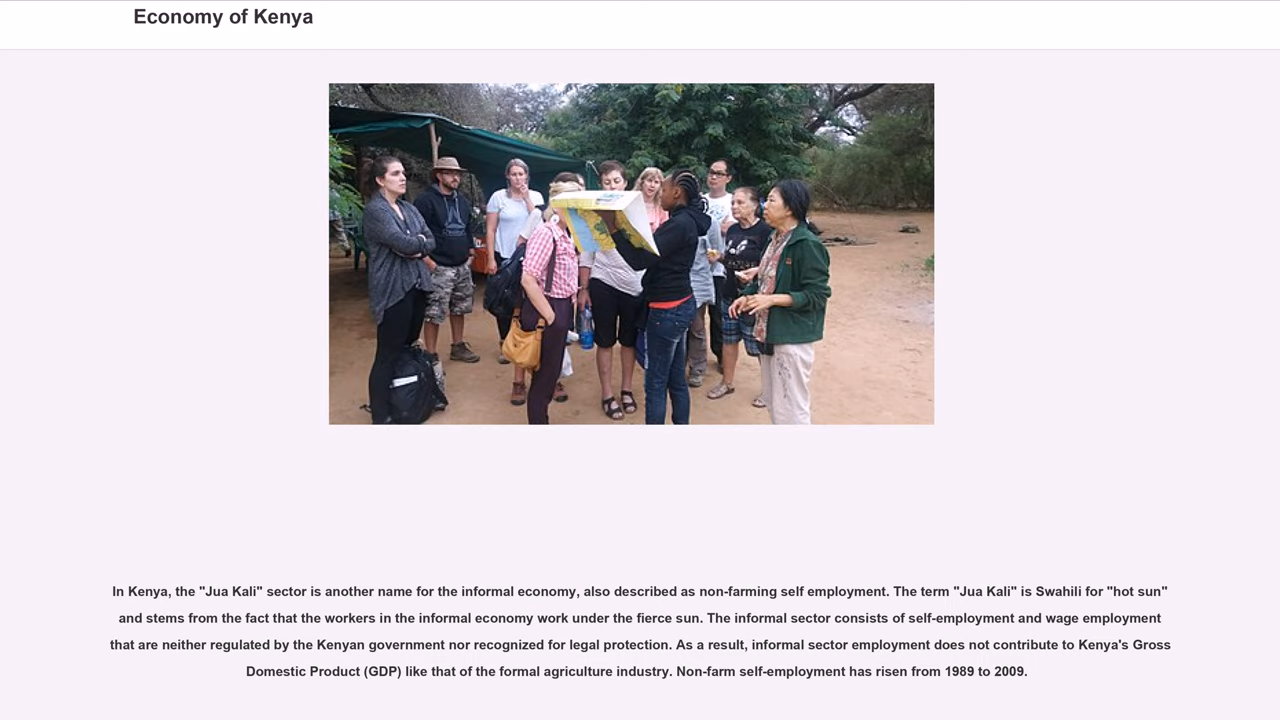 Economy of Kenya
In Kenya, the "Jua Kali" sector is another name for the informal economy, also described as non-farming self employment. The term "Jua Kali" is Swahili for "hot sun"
and stems from the fact that the workers in the informal economy work under the fierce sun. The informal sector consists of self-employment and wage employment
that are neither regulated by the Kenyan government nor recognized for legal protection. As a result, informal sector employment does not contribute to Kenya's Gross
Domestic Product (GDP) like that of the formal agriculture industry. Non-farm self-employment has risen from 1989 to 2009.